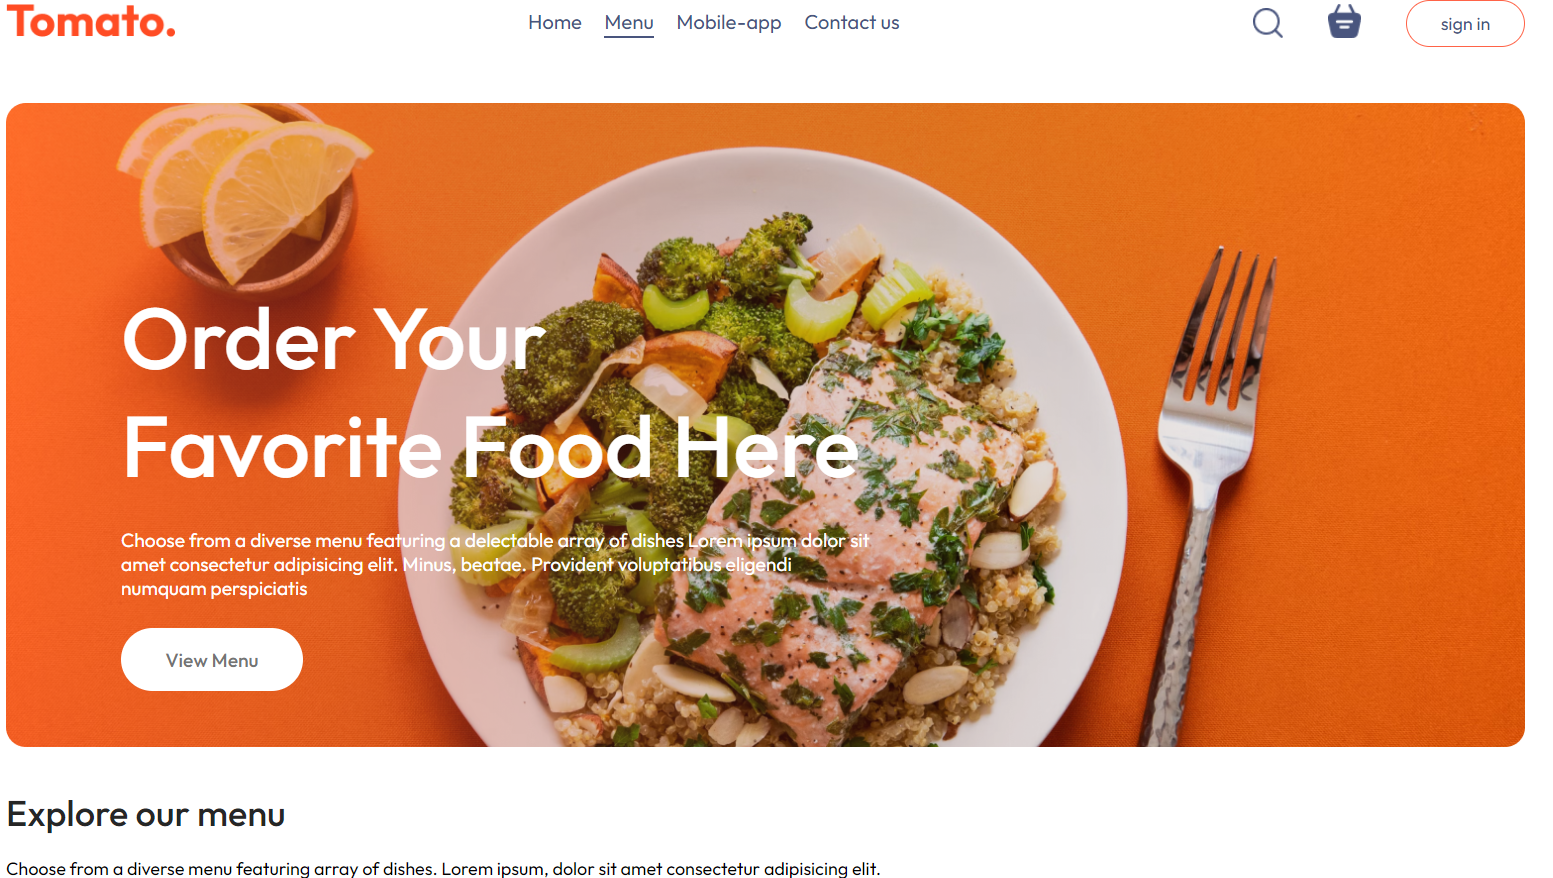 Tomato.
Home Menu Mobile-app Contact us
sign in
Order Your
Favorite Food Here
Choose from a diverse menu featuring a delectable array of dishes Lorem ipsum dolor sit
amet consectetur adipisicing elit. Minus, beatae. Provident voluptatibus eligendi
numquam perspiciatis
View Menu
Explore our menu
Choose from a diverse menu featuring array of dishes. Lorem ipsum, dolor sit amet consectetur adipisicing elit.